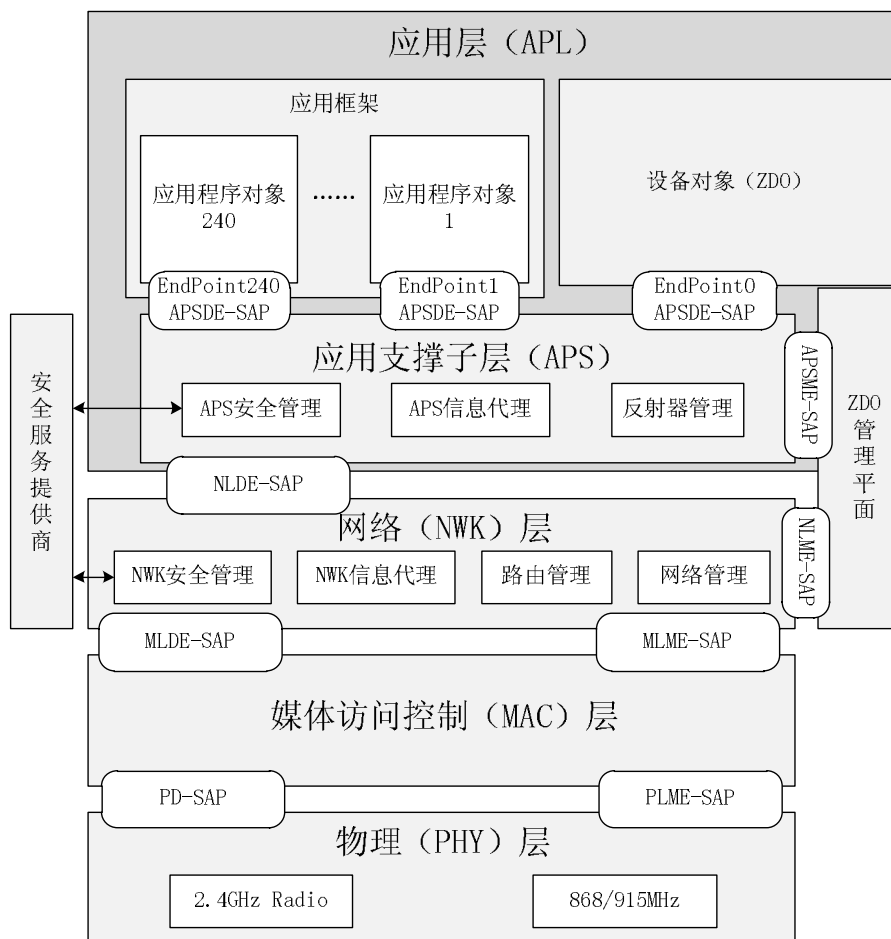 应用层（APL）
应用框架
应用程序对象
240
……
应用程序对象
1
设备对象（ZDO）
EndPoint240
APSDE-SAP
EndPoint1
APSDE-SAP
EndPoint0
APSDE-SAP
应用支撑子层（APS）
APS安全管理
APS信息代理
反射器管理
APSME-SAP
安全服务提供商
ZDO
管理平面
NLDE-SAP
网络（NWK）层
NWK安全管理
NWK信息代理
路由管理
网络管理
NLME-SAP
MLDE-SAP
MLME-SAP
媒体访问控制（MAC）层
PD-SAP
PLME-SAP
物理（PHY）层
2.4GHz Radio
868/915MHz